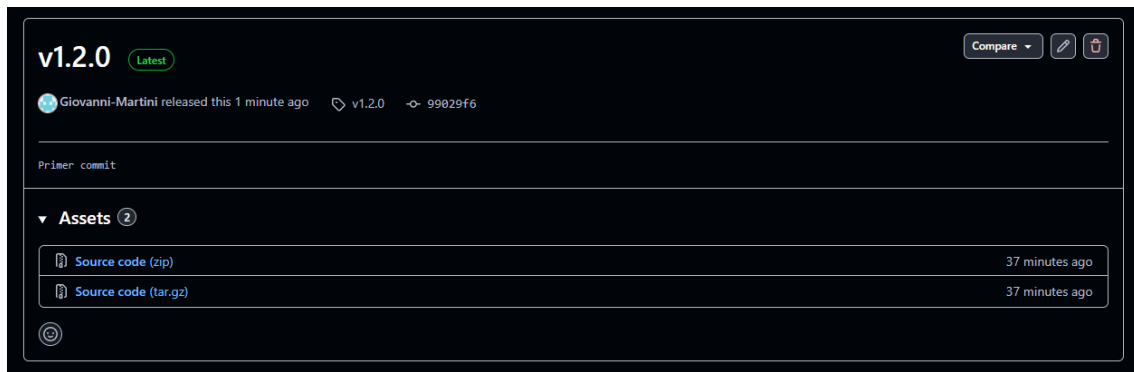 v1.2.0 Latest Compare
Giovanni-Martini released this 1 minute ago v1.2.0 99029f6
Primer commit
Assets 2
Source code (zip) 37 minutes ago
Source code (tar.gz) 37 minutes ago